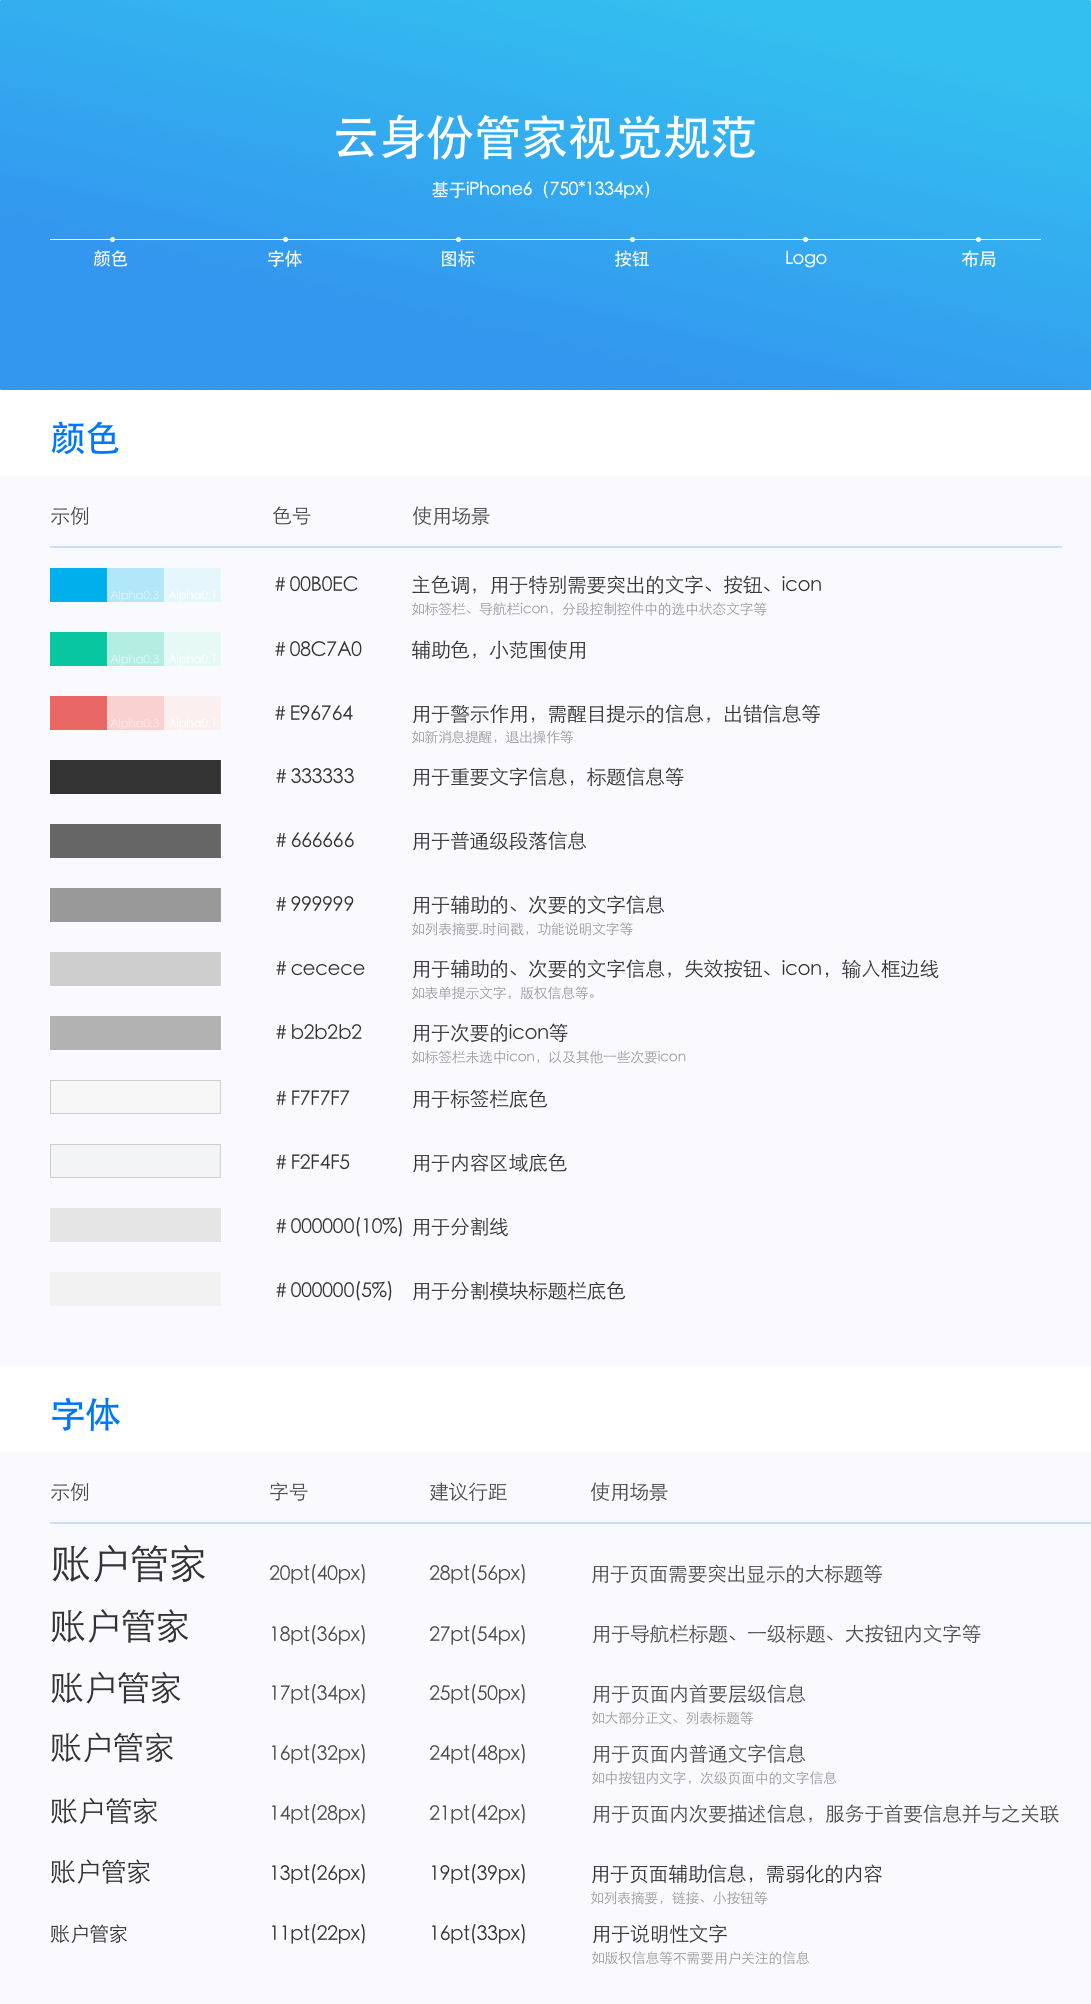 云身份管家视觉规范
基于iPhone6（750*1334px）
颜色 字体 图标 按钮 Logo 布局
颜色
示例 色号 使用场景
Alpha0.3 Alpha0.1 # 00B0EC 主色调，用于特别需要突出的文字、按钮、icon
如标签栏、导航栏icon，分段控制控件中的选中状态文字等
Alpha0.3 Alpha0.1 # 08C7A0 辅助色，小范围使用
Alpha0.3 Alpha0.1 # E96764 用于警示作用，需醒目提示的信息，出错信息等
如新消息提醒，退出操作等
# 333333 用于重要文字信息，标题信息等
# 666666 用于普通级段落信息
# 999999 用于辅助的、次要的文字信息
如列表摘要,时间戳，功能说明文字等
# cecece 用于辅助的、次要的文字信息，失效按钮、icon，输入框边线
如表单提示文字，版权信息等。
# b2b2b2 用于次要的icon等
如标签栏未选中icon，以及其他一些次要icon
# F7F7F7 用于标签栏底色
# F2F4F5 用于内容区域底色
# 000000(10%) 用于分割线
# 000000(5%) 用于分割模块标题栏底色
字体
示例 字号 建议行距 使用场景
账户管家 20pt(40px) 28pt(56px) 用于页面需要突出显示的大标题等
账户管家 18pt(36px) 27pt(54px) 用于导航栏标题、一级标题、大按钮内文字等
账户管家 17pt(34px) 25pt(50px) 用于页面内首要层级信息
如大部分正文、列表标题等
账户管家 16pt(32px) 24pt(48px) 用于页面内普通文字信息
如中按钮内文字，次级页面中的文字信息
账户管家 14pt(28px) 21pt(42px) 用于页面内次要描述信息，服务于首要信息并与之关联
账户管家 13pt(26px) 19pt(39px) 用于页面辅助信息，需弱化的内容
如列表摘要，链接、小按钮等
账户管家 11pt(22px) 16pt(33px) 用于说明性文字
如版权信息等不需要用户关注的信息